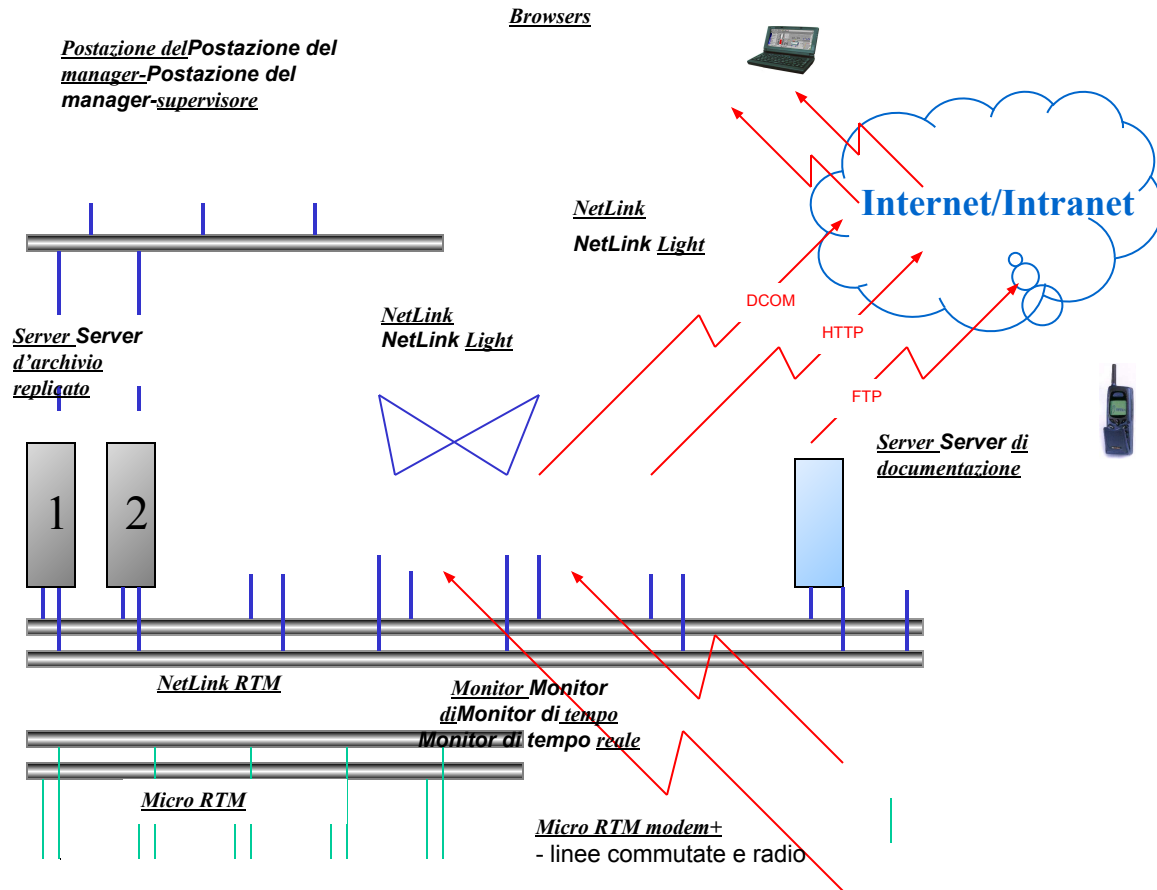 Browsers
Postazione delPostazione del
manager-Postazione del
manager-supervisore
Internet/Intranet
NetLink
NetLink Light
DCOM
HTTP
FTP
NetLink
NetLink Light
Server Server
d'archivio
replicato
Server Server di
documentazione
1
2
NetLink RTM
Monitor Monitor
diMonitor di tempo
Monitor di tempo reale
Micro RTM
Micro RTM modem+
- linee commutate e radio